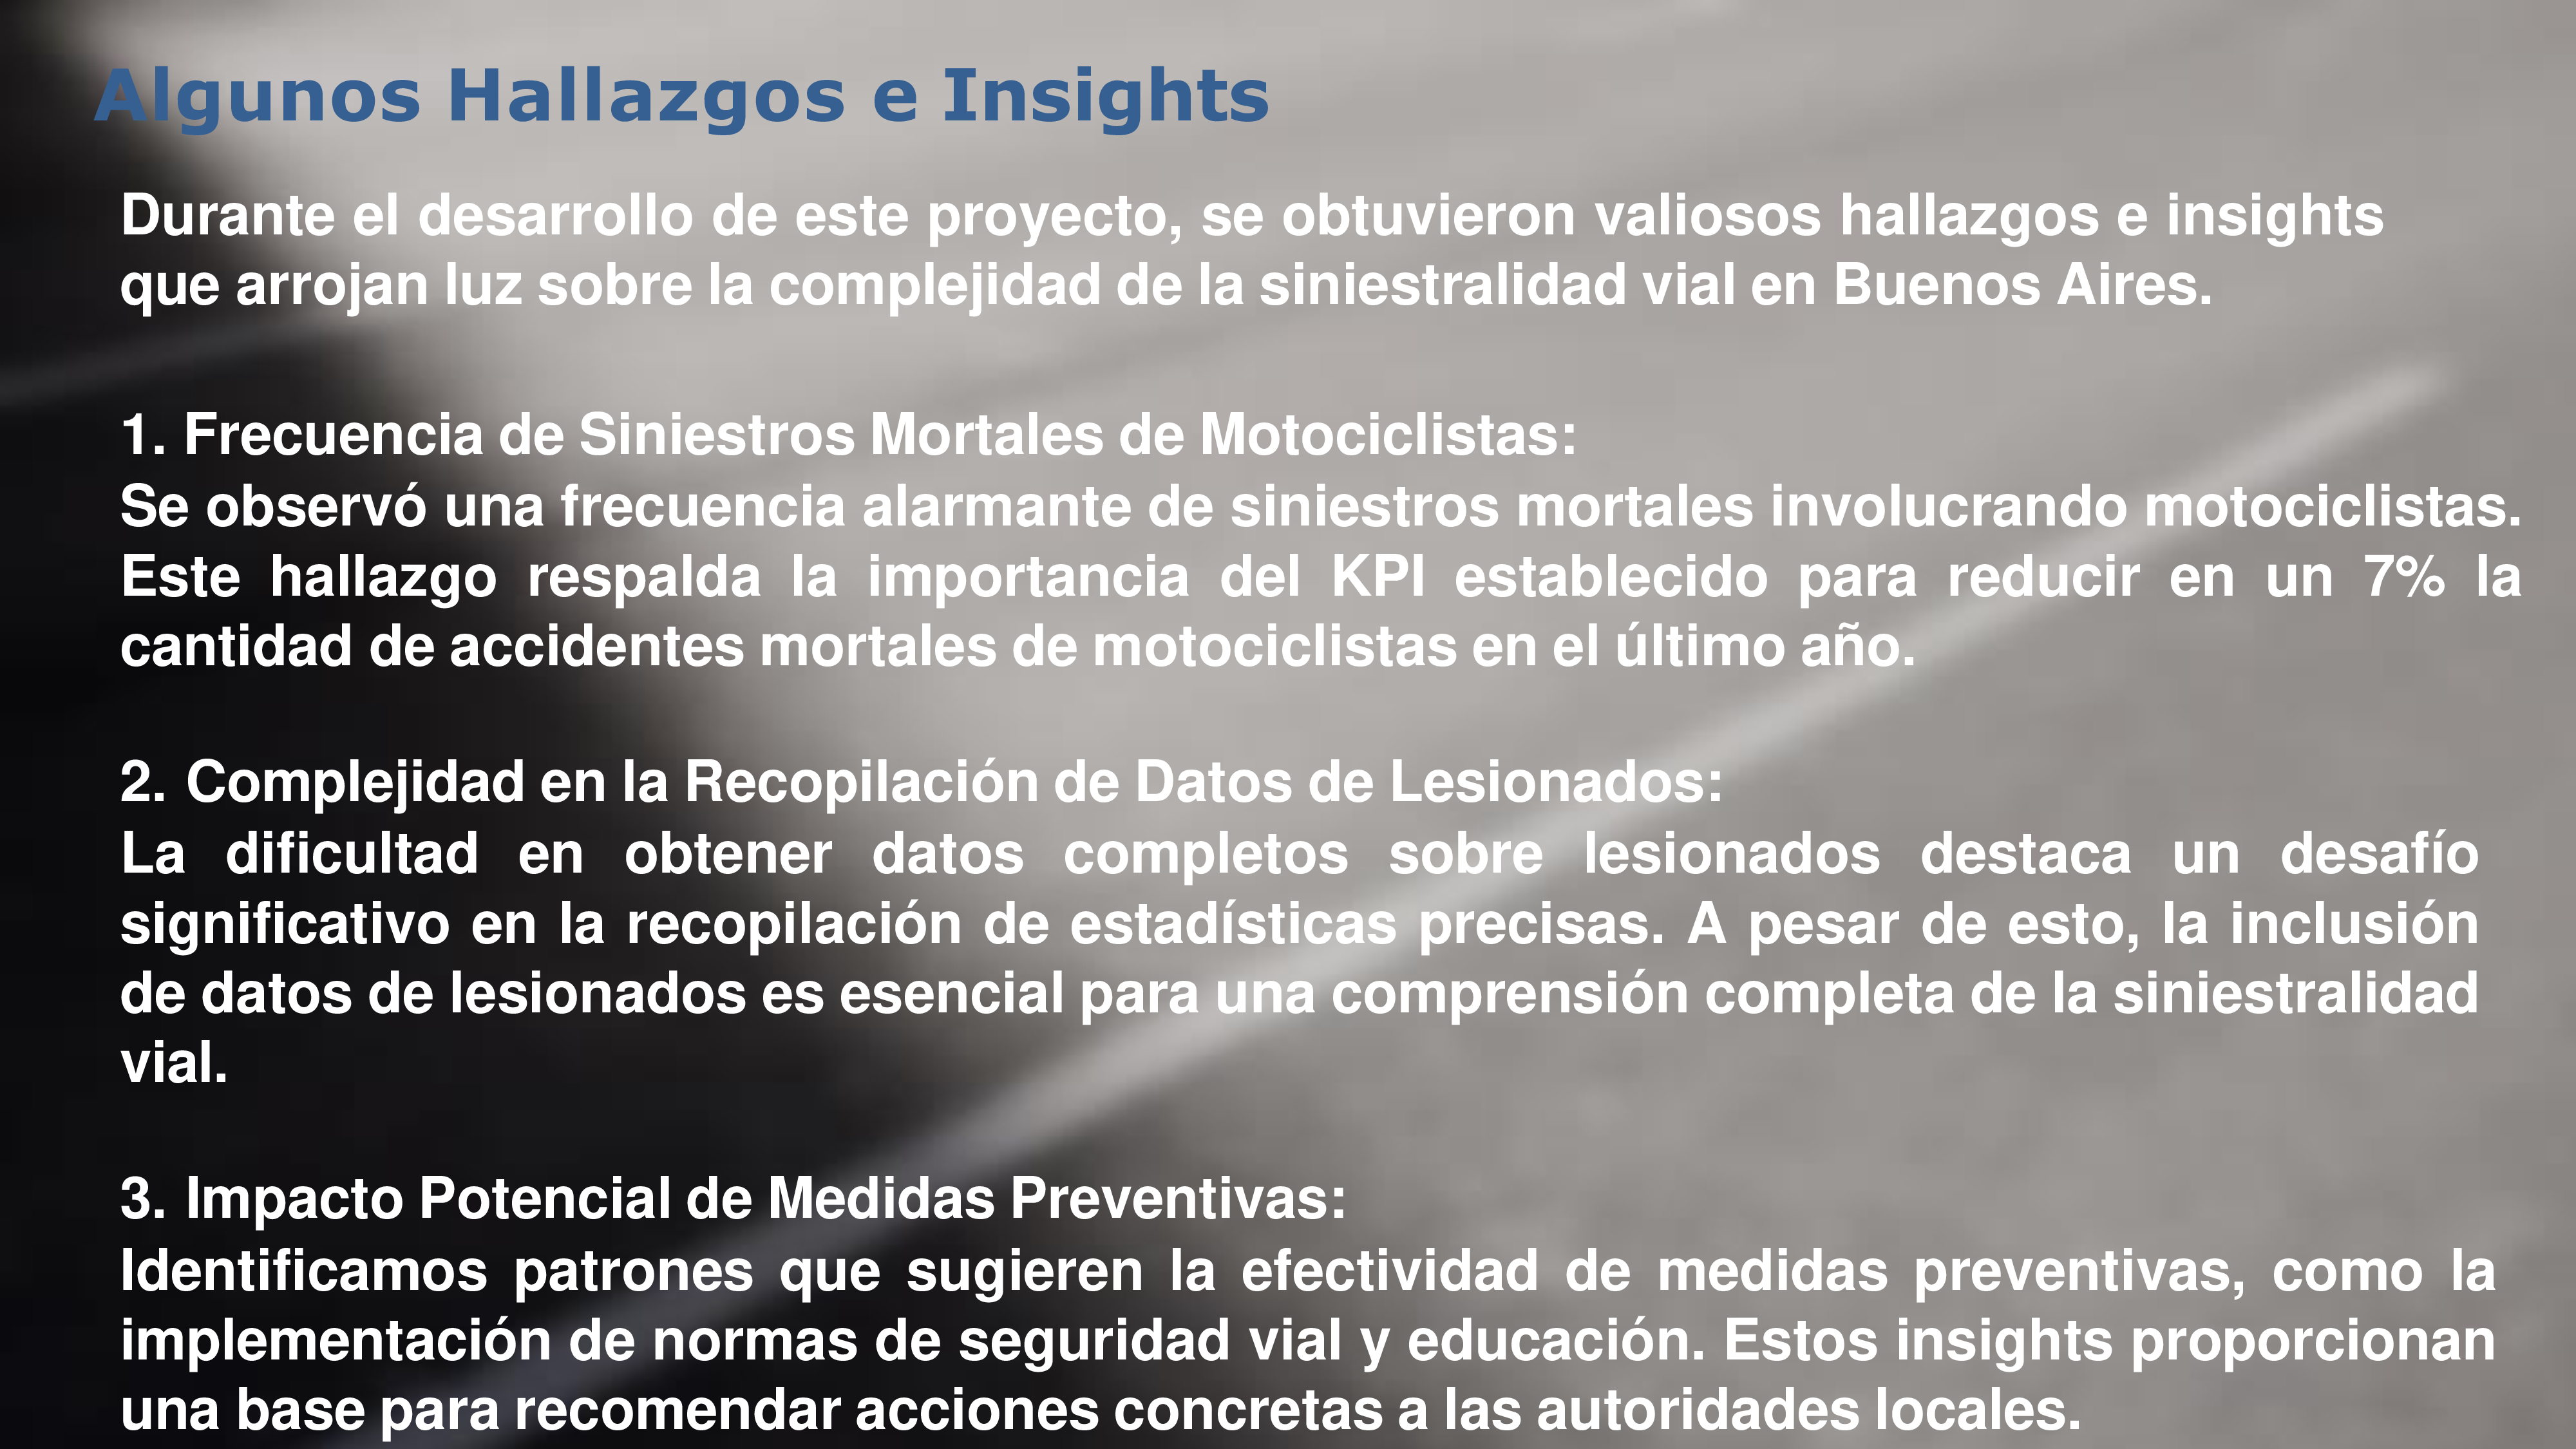 Algunos Hallazgos e Insights
Durante el desarrollo de este proyecto, se obtuvieron valiosos hallazgos e insights
que arrojan luz sobre la complejidad de la siniestralidad vial en Buenos Aires.
1. Frecuencia de Siniestros Mortales de Motociclistas:
Se observó una frecuencia alarmante de siniestros mortales involucrando motociclistas.
Este hallazgo respalda la importancia del KPI establecido para reducir en un 7% la
cantidad de accidentes mortales de motociclistas en el último año.
2. Complejidad en la Recopilación de Datos de Lesionados:
La dificultad en obtener datos completos sobre lesionados destaca un desafío
significativo en la recopilación de estadísticas precisas. A pesar de esto, la inclusión
de datos de lesionados es esencial para una comprensión completa de la siniestralidad
vial.
3. Impacto Potencial de Medidas Preventivas:
Identificamos patrones que sugieren la efectividad de medidas preventivas, como la
implementación de normas de seguridad vial y educación. Estos insights proporcionan
una base para recomendar acciones concretas a las autoridades locales.